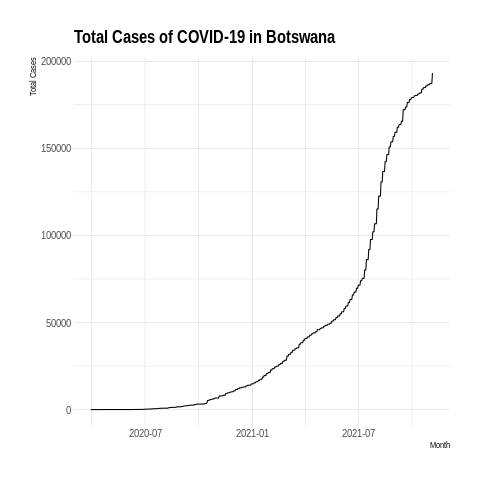 Total Cases of COVID-19 in Botswana
Total Cases
200000
150000
100000
50000
0
2020-07 2021-01 2021-07
Month